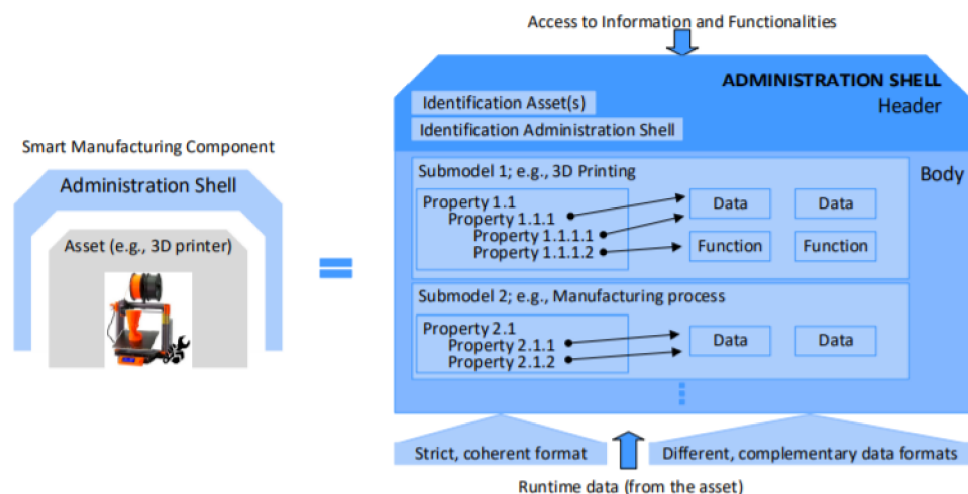 Access to Information and Functionalities
ADMINISTRATION SHELL
Header
Identification Asset(s)
Identification Administration Shell
Smart Manufacturing Component
Administration Shell
Asset (e.g., 3D printer)
Body
Submodel 1; e.g., 3D Printing
Property 1.1
Property 1.1.1
Property 1.1.1.1
Property 1.1.1.2
Data
Data
Function
Function
Submodel 2; e.g., Manufacturing process
Property 2.1
Property 2.1.1
Property 2.1.2
Data
Data
Strict, coherent format
Different, complementary data formats
Runtime data (from the asset)